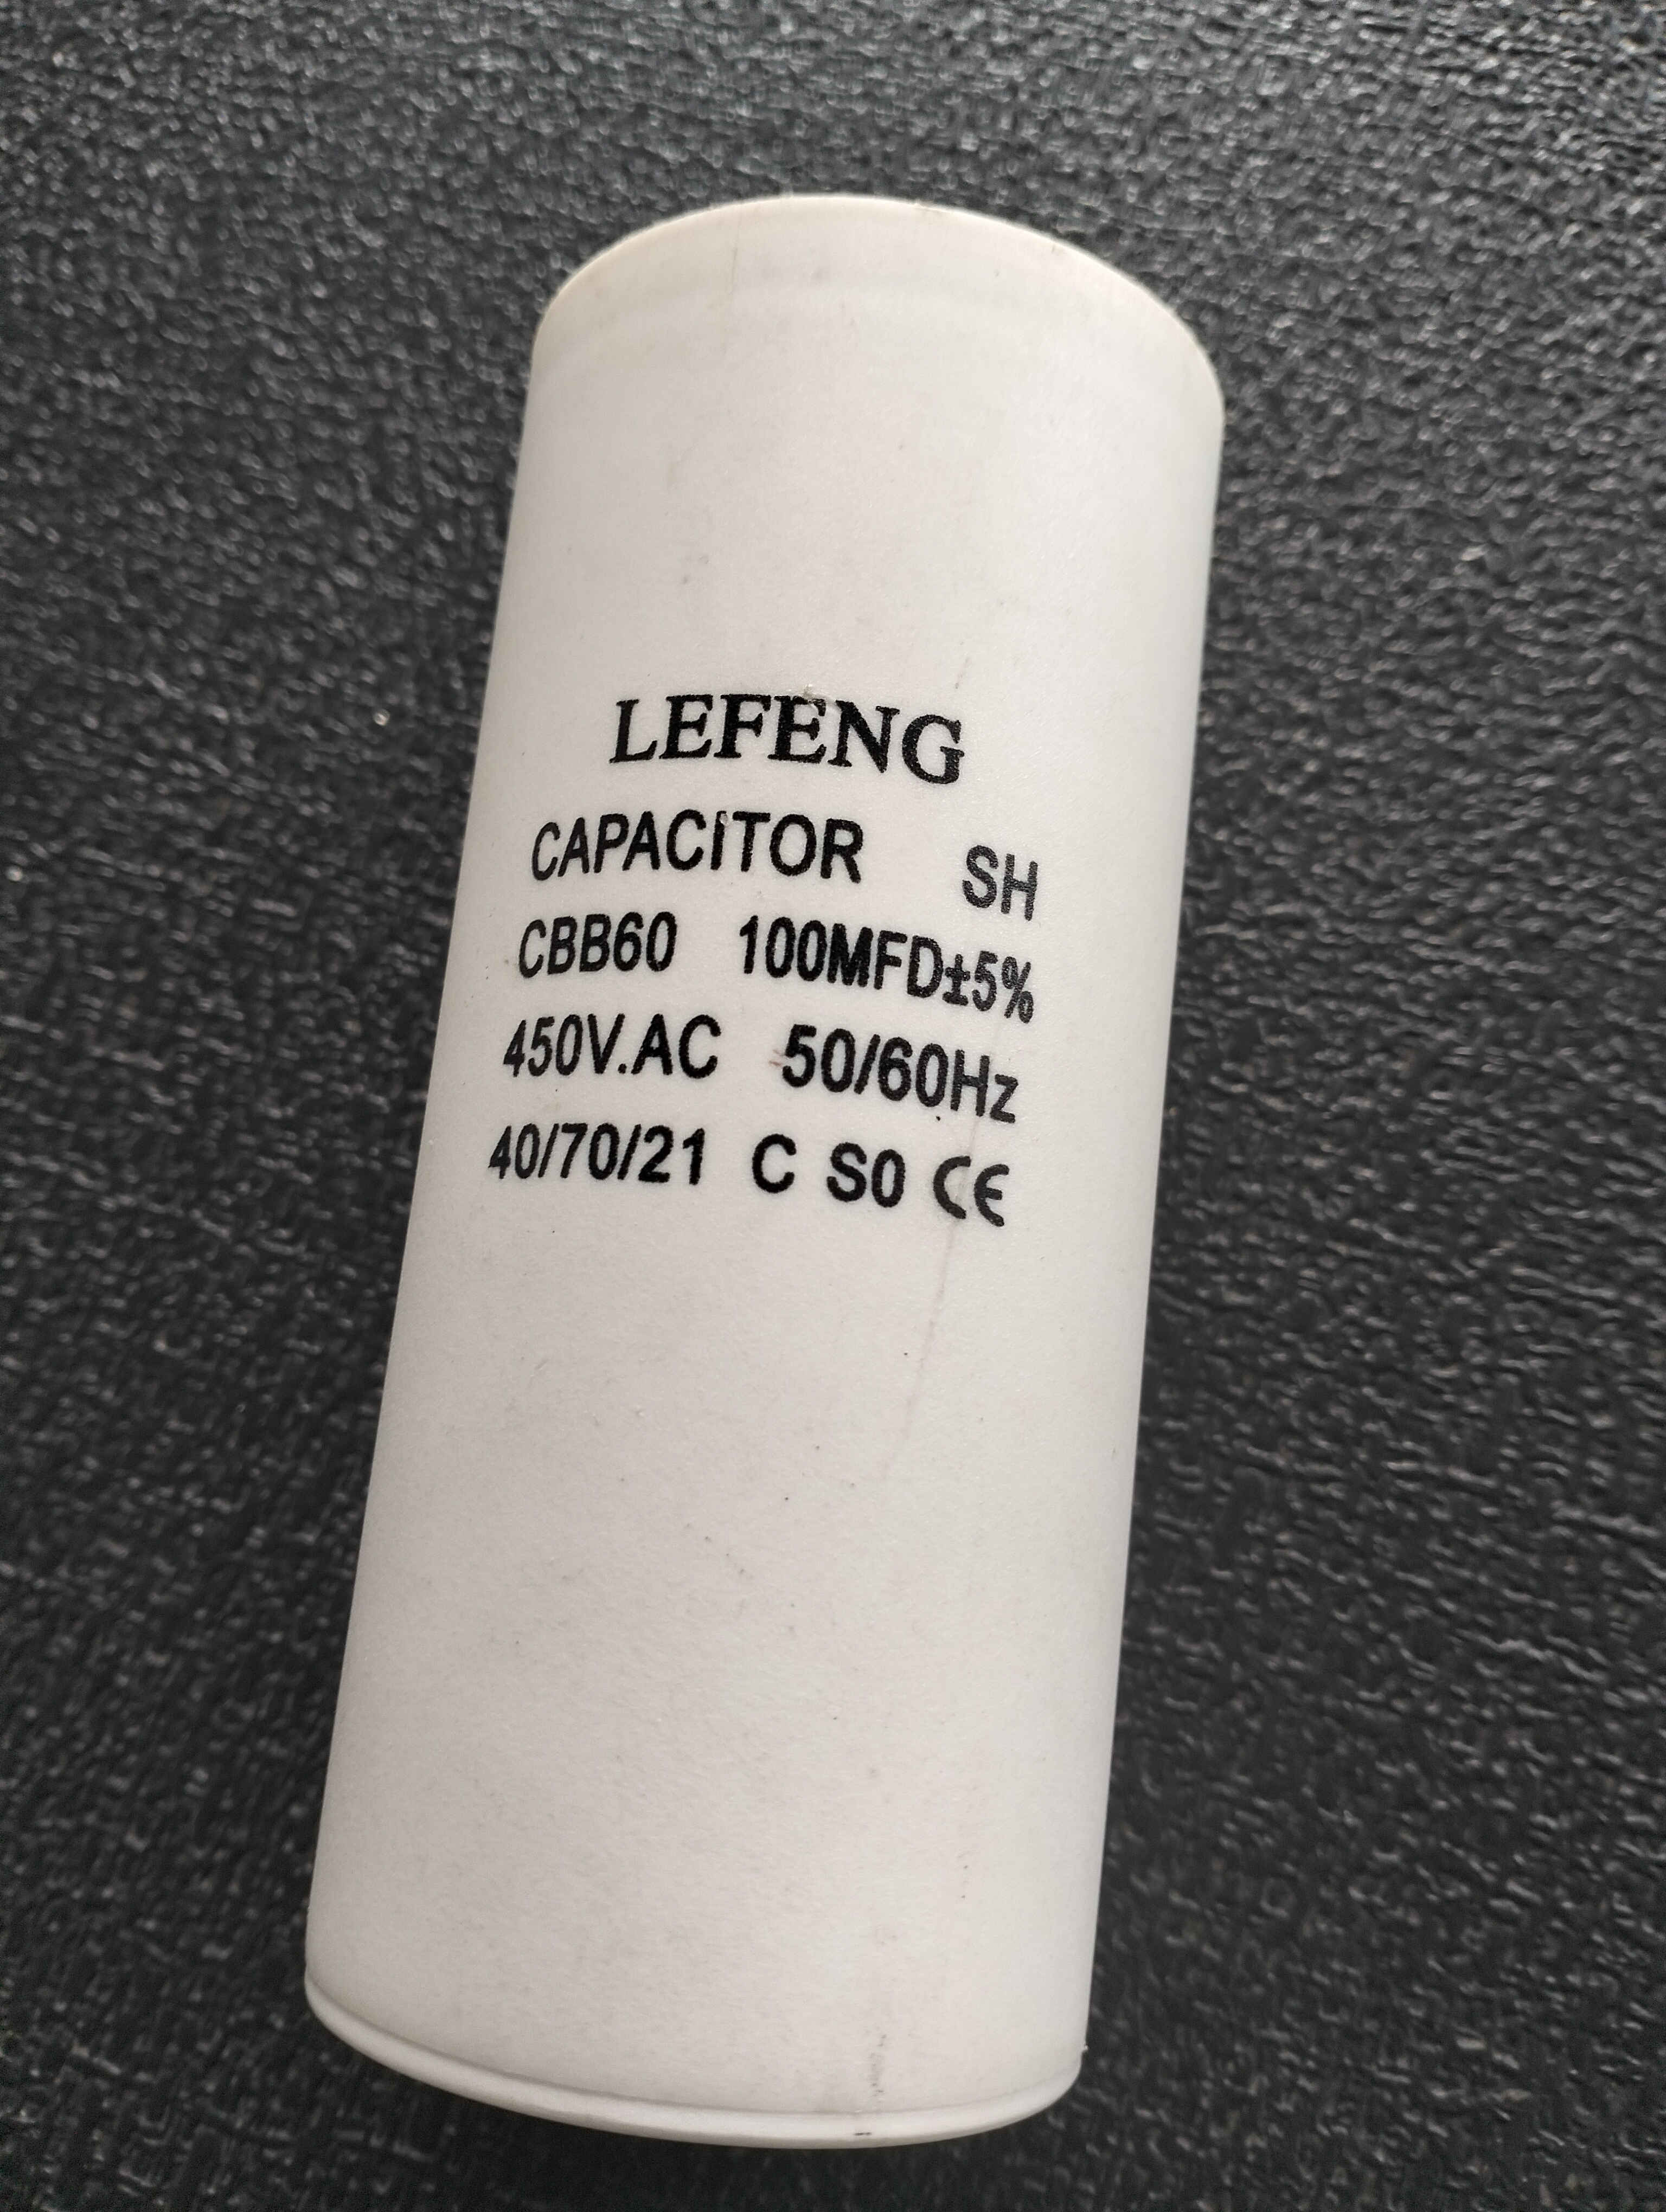 LEFENG
CAPACITOR SH
CBB60 100MFD±5%
450V.AC 50/60Hz
40/70/21 C S0 CE